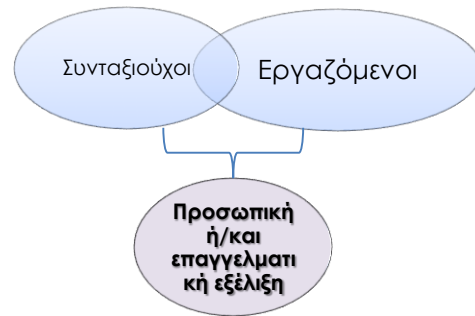 Συνταξιούχοι
Εργαζόμενοι
Προσωπική
ή/και
επαγγελματι
κή εξέλιξη